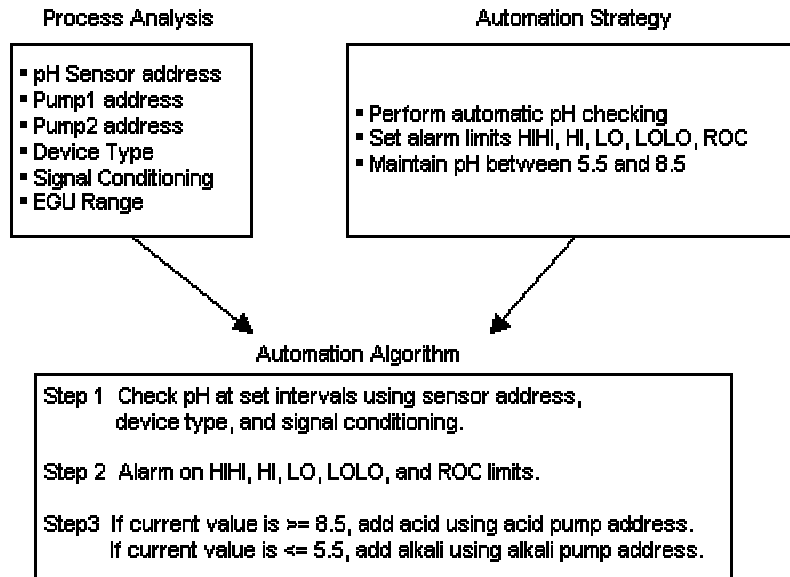 Process Analysis
▪ pH Sensor address
▪ Pump1 address
▪ Pump2 address
▪ Device Type
▪ Signal Conditioning
▪ EGU Range
Automation Strategy
▪ Perform automatic pH checking
▪ Set alarm limits HIHI, HI, LO, LOLO, ROC
▪ Maintain pH between 5.5 and 8.5
Automation Algorithm
Step 1 Check pH at set intervals using sensor address,
device type, and signal conditioning.
Step 2 Alarm on HIHI, HI, LO, LOLO, and ROC limits.
Step3 If current value is >= 8.5, add acid using acid pump address.
If current value is <= 5.5, add alkali using alkali pump address.